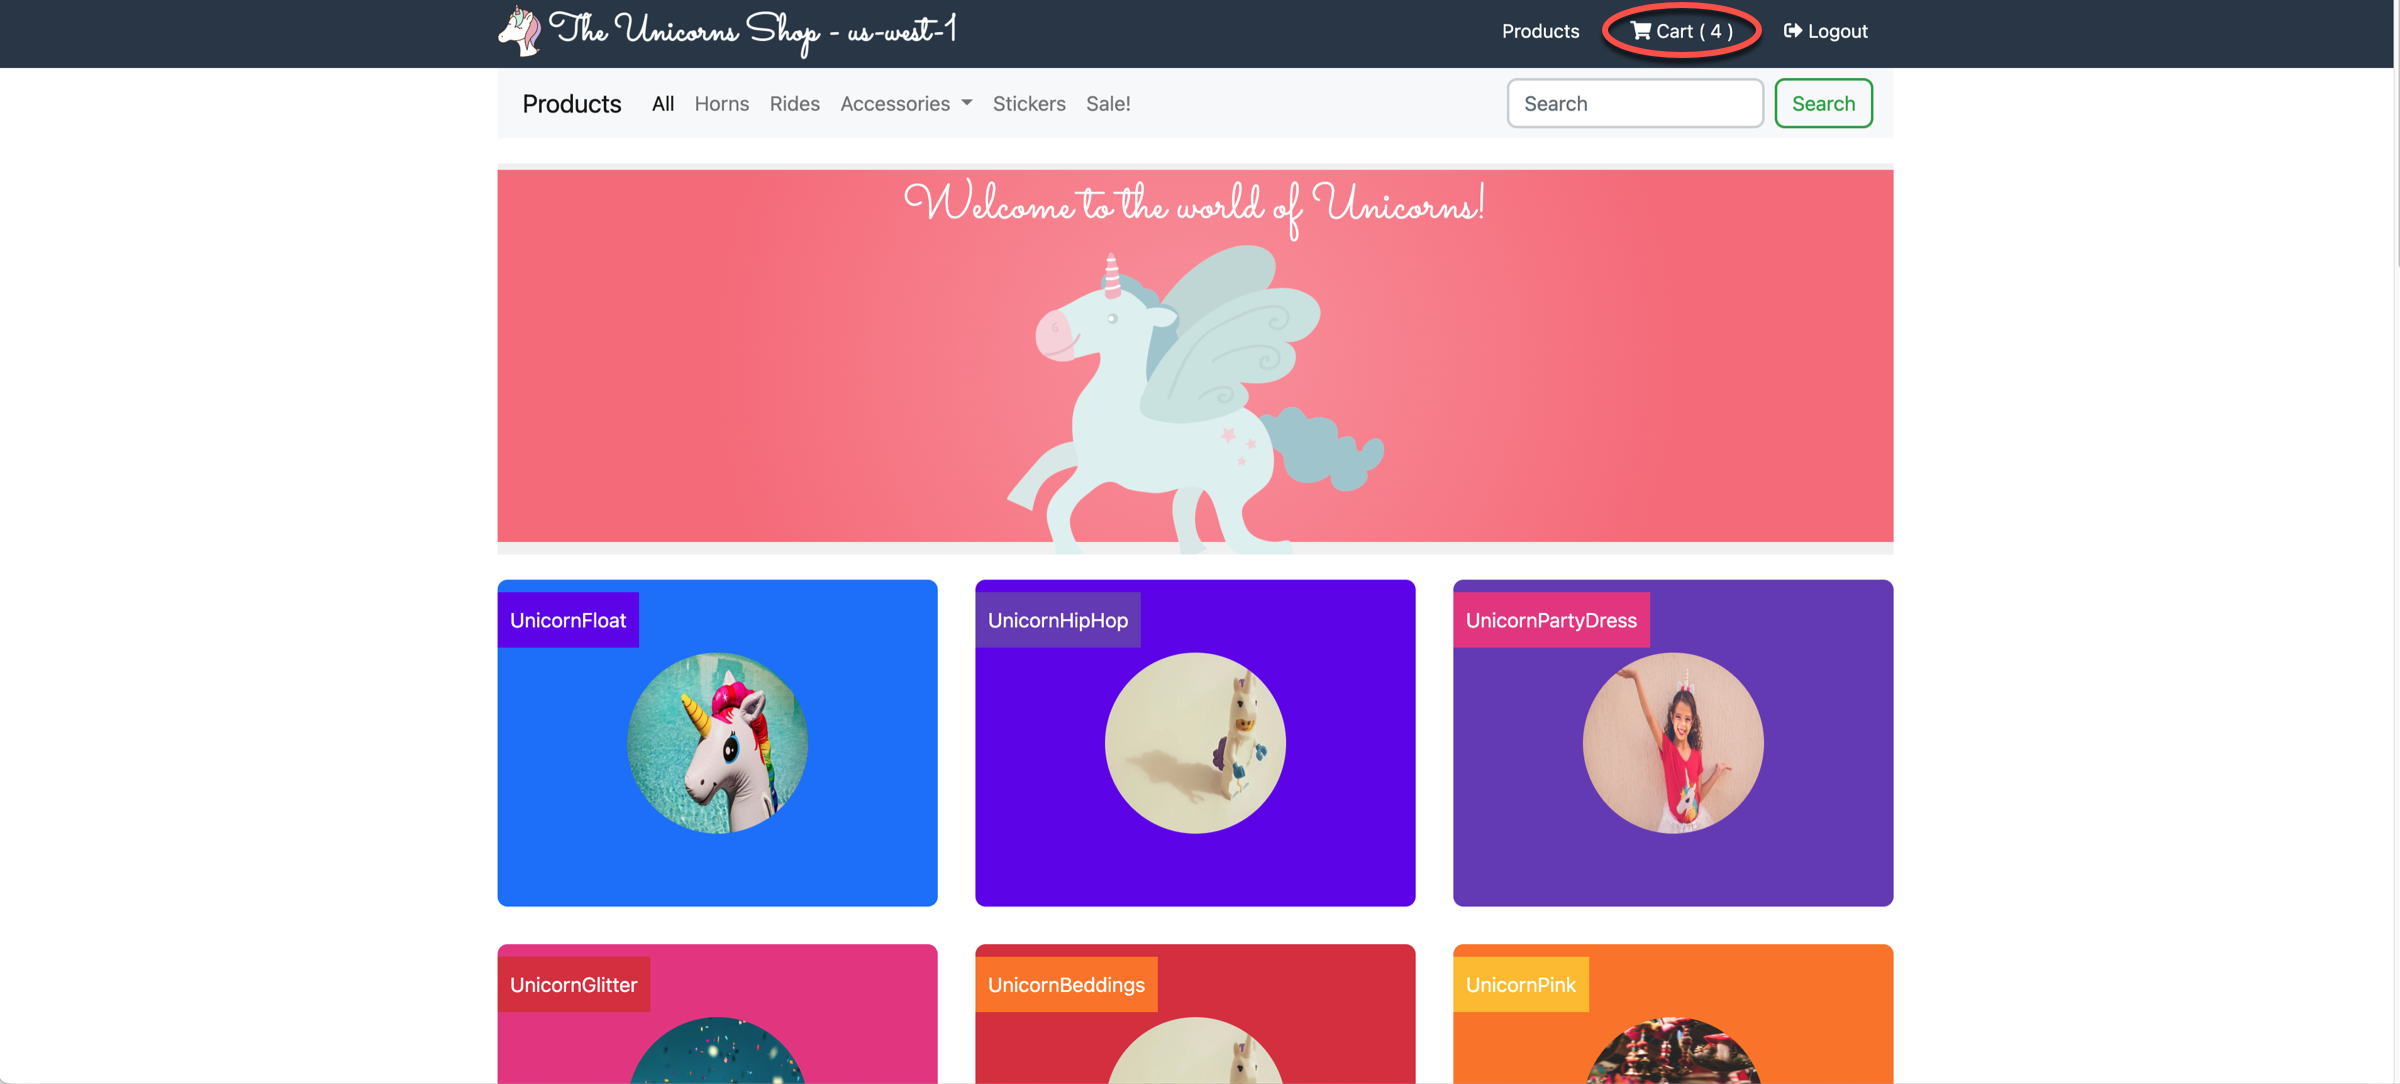 The Unicorns Shop - us-west-1
Products
Cart ( 4 )
Logout
Products
All
Horns
Rides
Accessories
Stickers
Sale!
Search
Search
Welcome to the world of Unicorns!
UnicornFloat
UnicornHipHop
UnicornPartyDress
UnicornGlitter
UnicornBeddings
UnicornPink